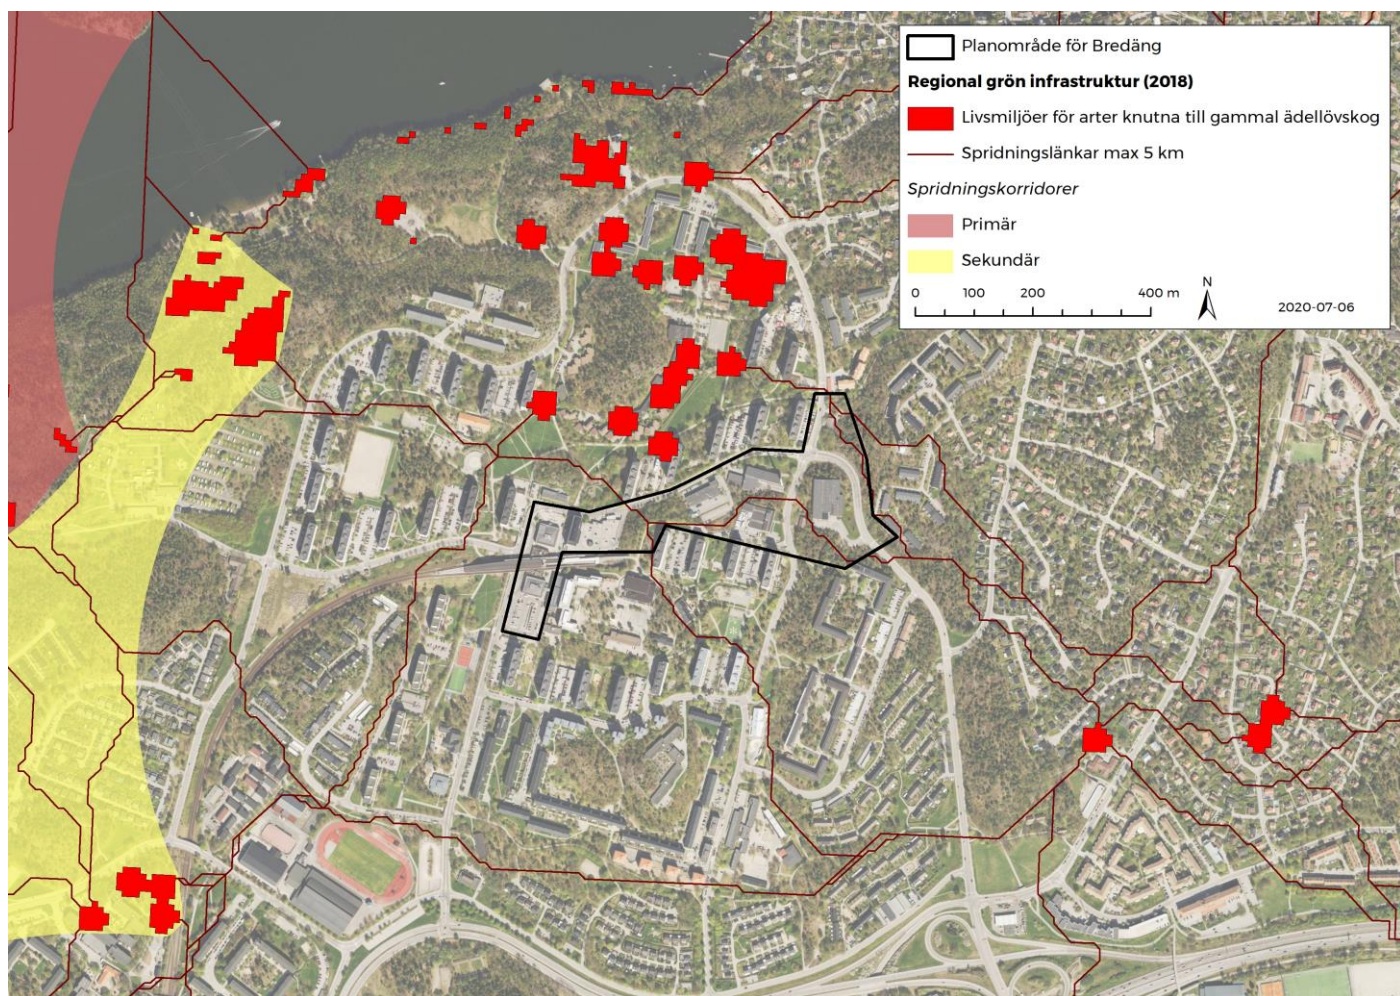 Planområde för Bredäng
Regional grön infrastruktur (2018)
Livsmiljöer för arter knutna till gammal ädellövskog
Spridningslänkar max 5 km
Spridningskorridorer
Primär
Sekundär
0 100 200 400 m
N
2020-07-06